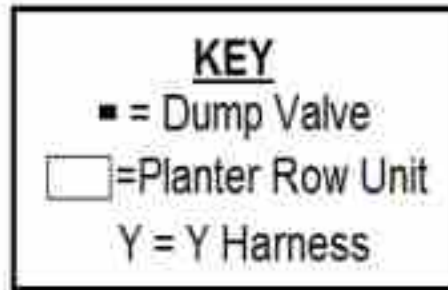 KEY
▪ = Dump Valve
=Planter Row Unit
Y = Y Harness